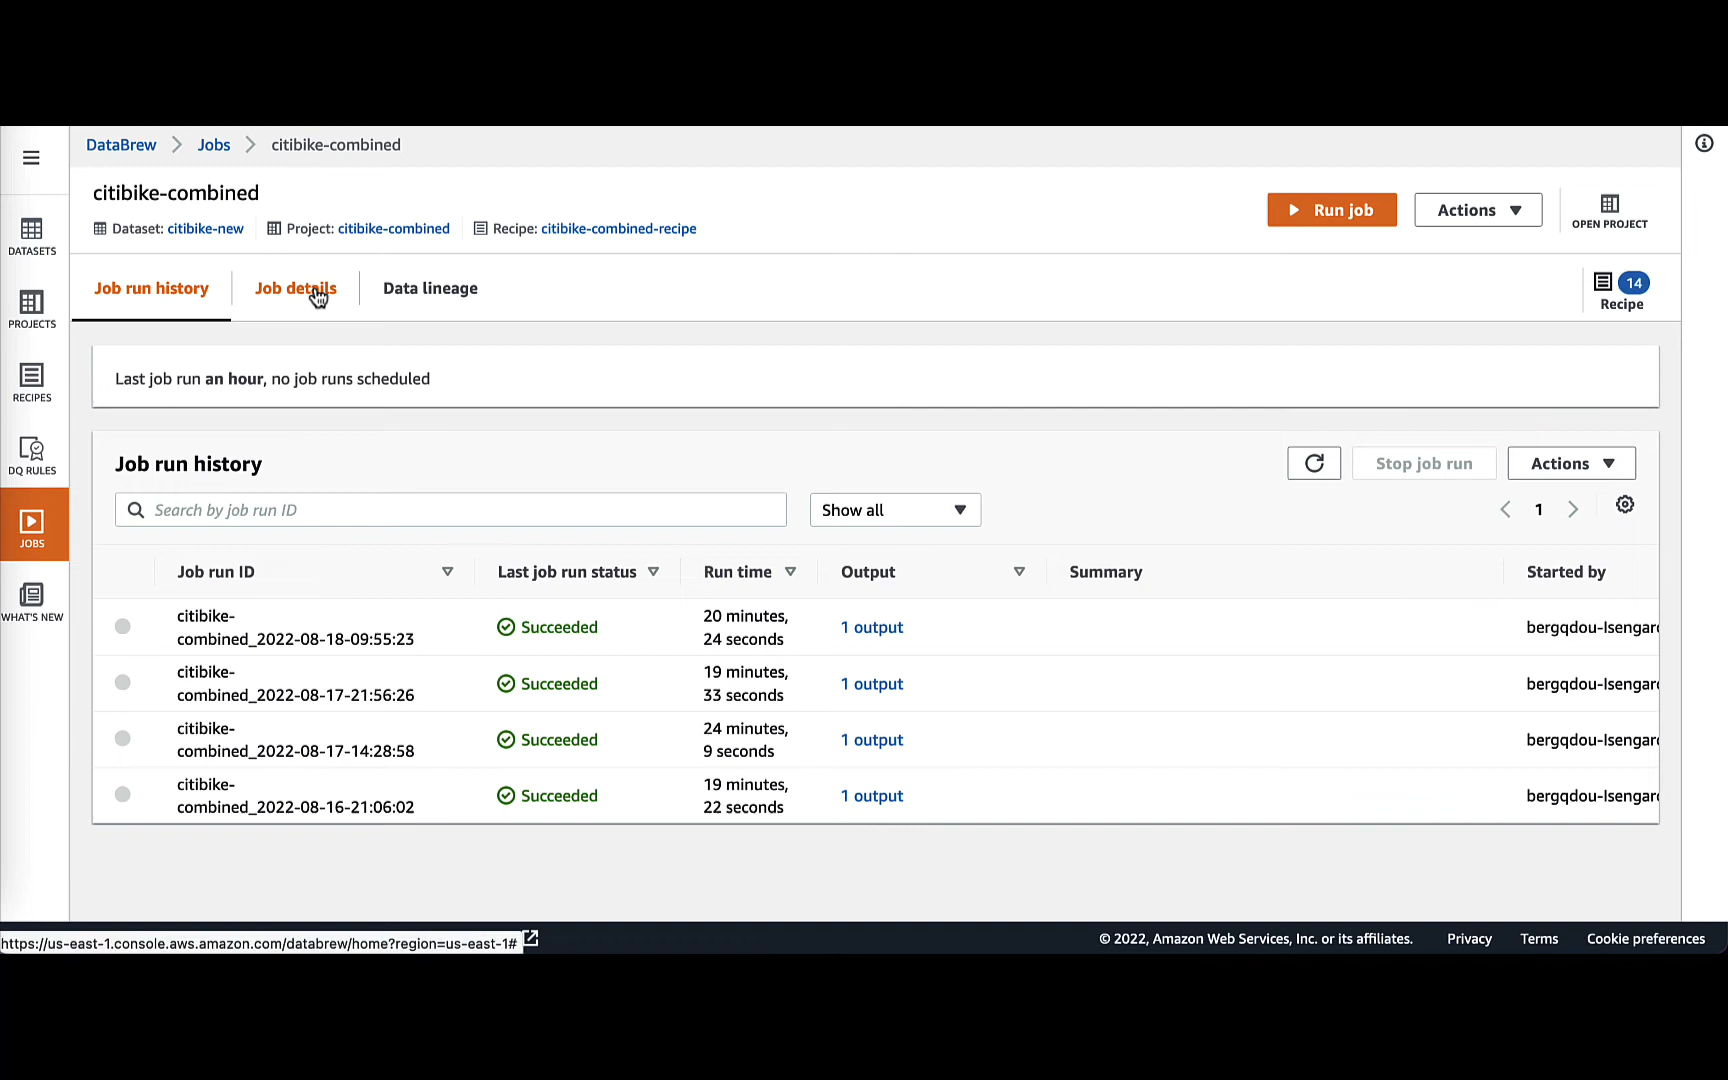 DataBrew > Jobs > citibike-combined
citibike-combined
Run job
Actions
OPEN PROJECT
Dataset: citibike-new
Project: citibike-combined
Recipe: citibike-combined-recipe
DATASETS
PROJECTS
RECIPES
DQ RULES
JOBS
WHAT'S NEW
Job run history
Job details
Data lineage
14
Recipe
Last job run an hour, no job runs scheduled
Job run history
Stop job run
Actions
Search by job run ID
Show all
1
Job run ID
Last job run status
Run time
Output
Summary
Started by
citibike-
combined_2022-08-18-09:55:23
Succeeded
20 minutes,
24 seconds
1 output
bergqdou-Isengar
citibike-
combined_2022-08-17-21:56:26
Succeeded
19 minutes,
33 seconds
1 output
bergqdou-Isengar
citibike-
combined_2022-08-17-14:28:58
Succeeded
24 minutes,
9 seconds
1 output
bergqdou-Isengar
citibike-
combined_2022-08-16-21:06:02
Succeeded
19 minutes,
22 seconds
1 output
bergqdou-Isengar
https://us-east-1.console.aws.amazon.com/databrew/home?region=us-east-1#
© 2022, Amazon Web Services, Inc. or its affiliates.
Privacy
Terms
Cookie preferences